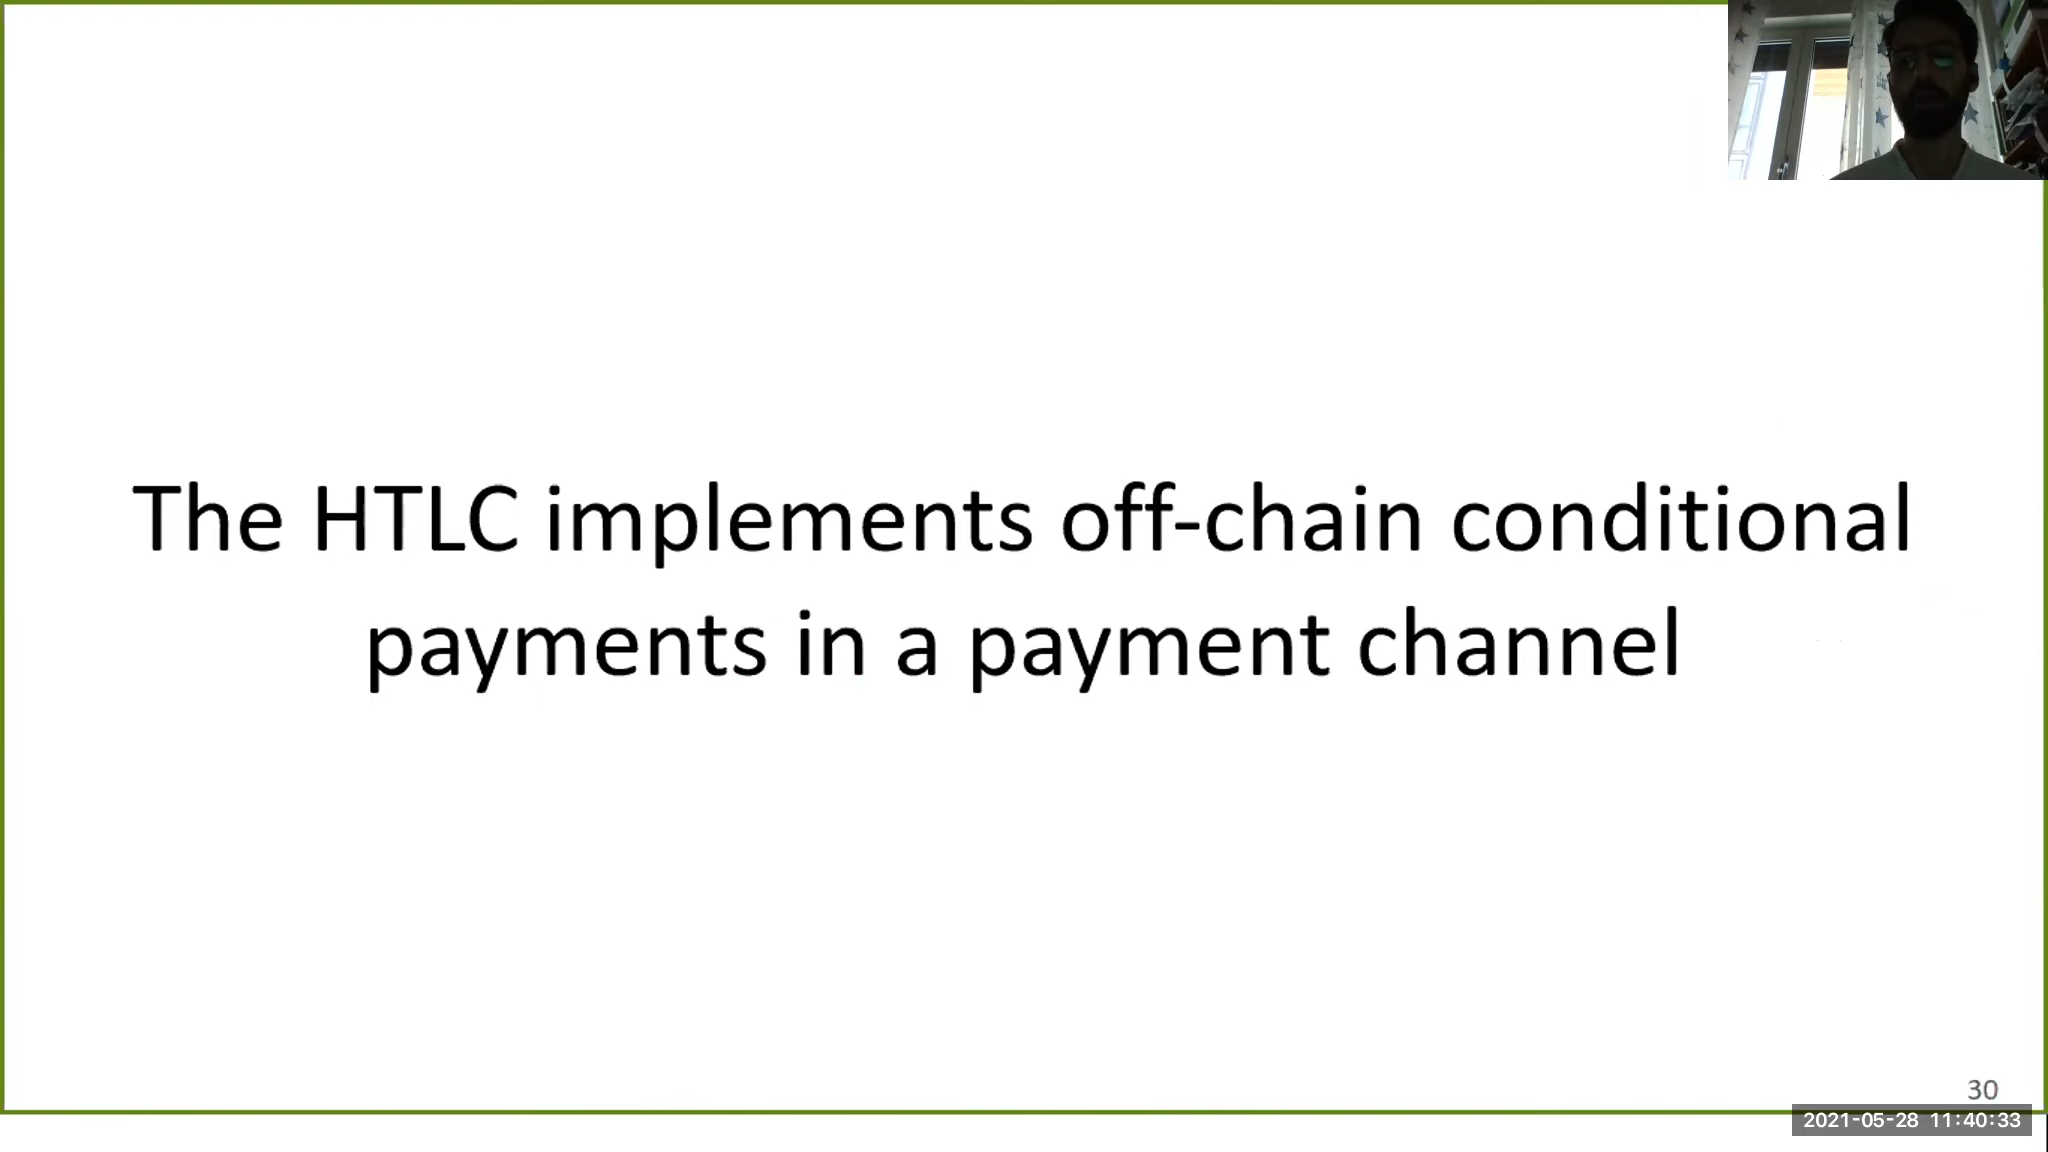 The HTLC implements off-chain conditional
payments in a payment channel
30
2021-05-28 11:40:33